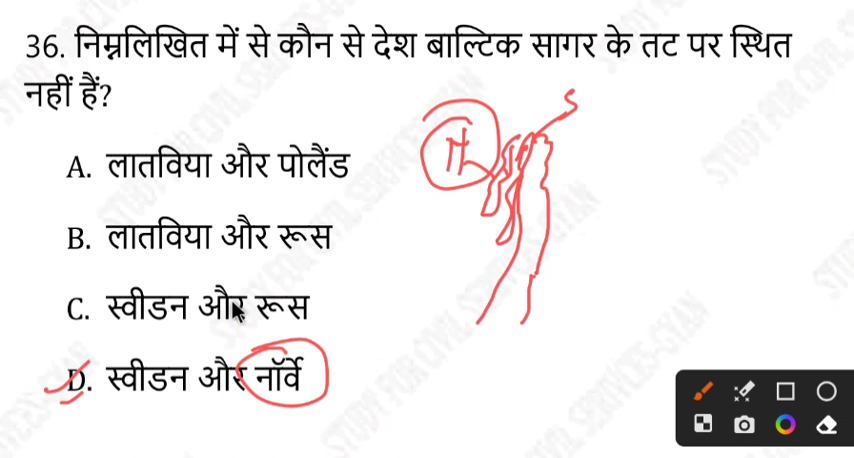 36. निम्नलिखित में से कौन से देश बाल्टिक सागर के तट पर स्थित
नहीं हैं?
A. लातविया और पोलैंड
B. लातविया और रूस
C. स्वीडन और रूस
D. स्वीडन और नॉर्वे